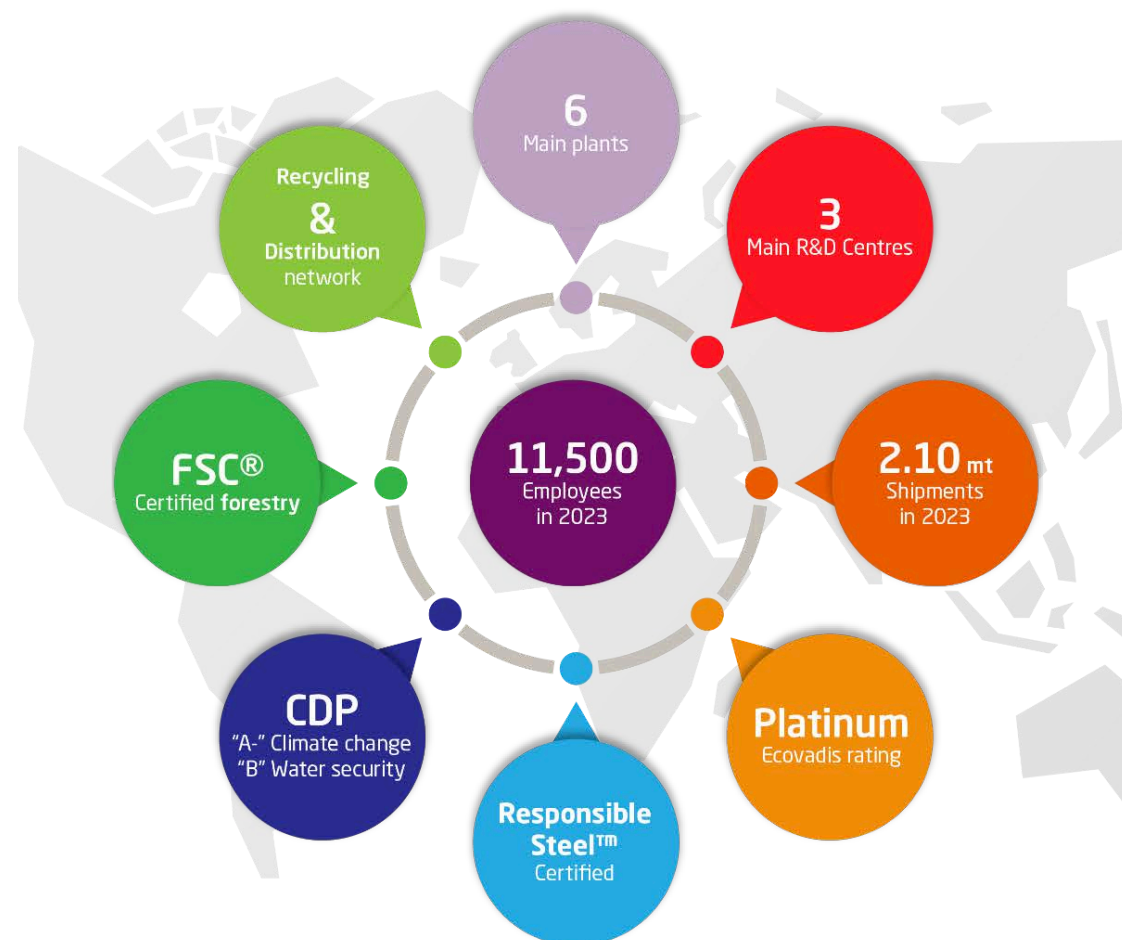 6
Main plants
3
Main R&D Centres
2.10 mt
Shipments
in 2023
Platinum
Ecovadis rating
Responsible
Steel™
Certified
CDP
"A-" Climate change
"B" Water security
FSC®
Certified forestry
Recycling
&
Distribution
network
11,500
Employees
in 2023